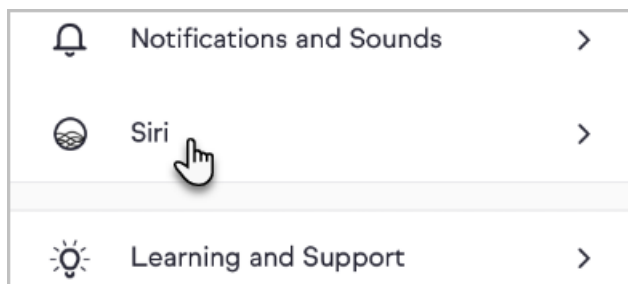 Notifications and Sounds
Siri
Learning and Support